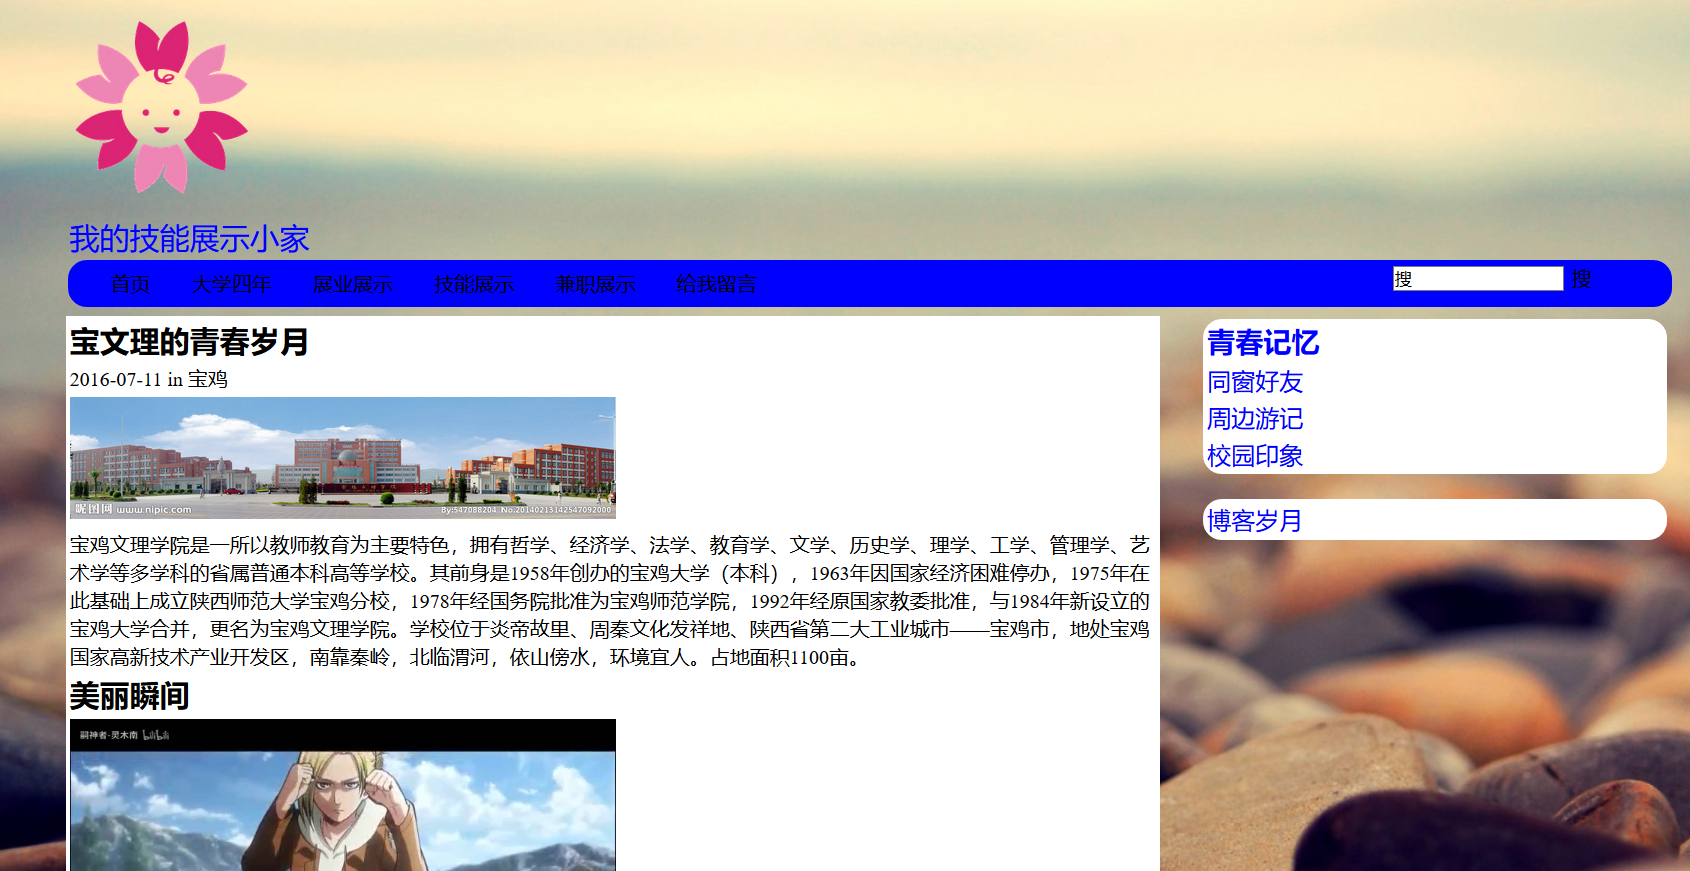 我的技能展示小家
首页 大学四年 展业展示 技能展示 兼职展示 给我留言 搜 搜
宝文理的青春岁月
2016-07-11 in 宝鸡
昵图网 www.nipic.com By:547088204 No.20140213142547092000
宝鸡文理学院是一所以教师教育为主要特色，拥有哲学、经济学、法学、教育学、文学、历史学、理学、工学、管理学、艺
术学等多学科的省属普通本科高等学校。其前身是1958年创办的宝鸡大学（本科），1963年因国家经济困难停办，1975年在
此基础上成立陕西师范大学宝鸡分校，1978年经国务院批准为宝鸡师范学院，1992年经原国家教委批准，与1984年新设立的
宝鸡大学合并，更名为宝鸡文理学院。学校位于炎帝故里、周秦文化发祥地、陕西省第二大工业城市——宝鸡市，地处宝鸡
国家高新技术产业开发区，南靠秦岭，北临渭河，依山傍水，环境宜人。占地面积1100亩。
美丽瞬间
嗣神者-灵木南 bilibili
青春记忆
同窗好友
周边游记
校园印象
博客岁月